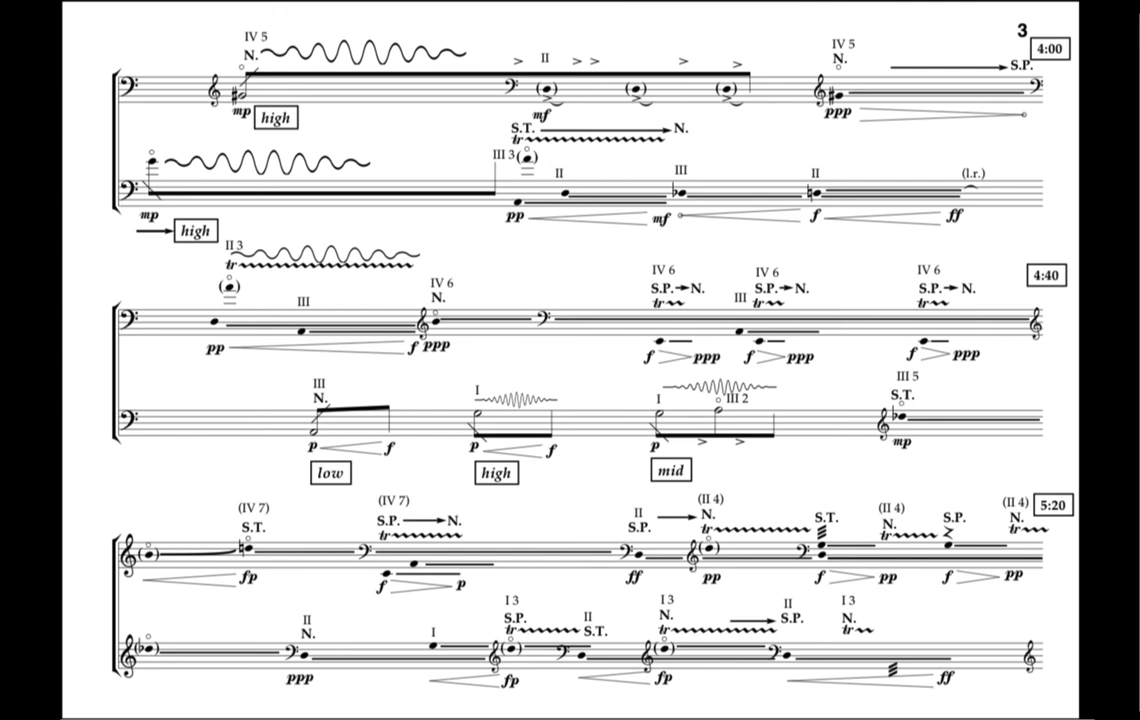 3
IV 5
N.
II
IV 5
N.
4:00
S.P.
mp
high
mf
ppp
S.T.
N.
tr
III 3
II
III
II
(l.r.)
mp
pp
mf
f
ff
high
II 3
tr
III
IV 6
N.
IV 6
S.P. N.
tr
III
IV 6
S.P. N.
tr
IV 6
S.P. N.
tr
4:40
pp
f ppp
f ppp
f ppp
f ppp
III
N.
I
I
III 2
III 5
S.T.
p
f
p
f
p
mp
low
high
mid
(IV 7)
S.T.
(IV 7)
S.P. N.
tr
II
S.P.
(II 4)
N.
tr
S.T.
(II 4)
N.
tr
S.P.
(II 4)
N.
tr
5:20
fp
f
p
ff
pp
f
pp
f
pp
II
N.
I
I 3
S.P.
tr
II
S.T.
I 3
N.
tr
II
S.P.
I 3
N.
tr
ppp
fp
fp
ff